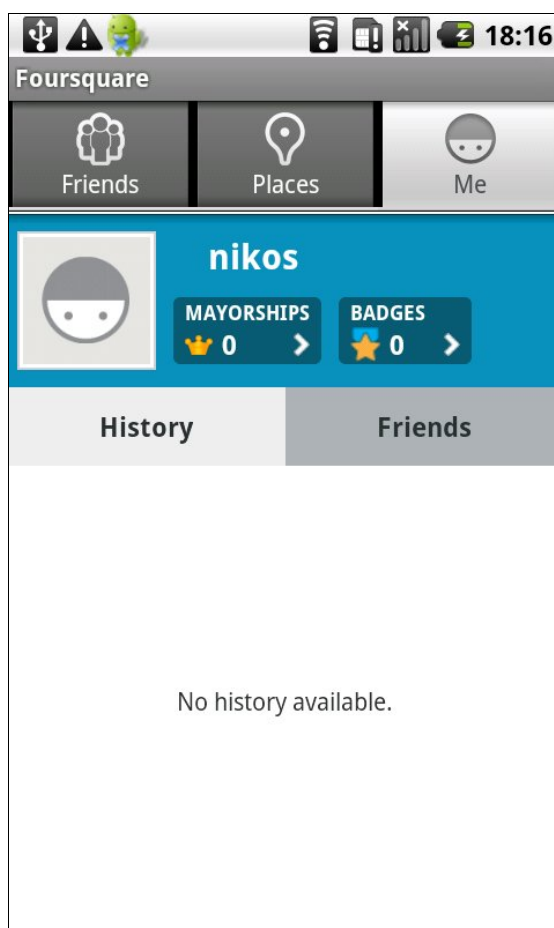 18:16
Foursquare
Friends
Places
Me
nikos
MAYORSHIPS
0
BADGES
0
History
Friends
No history available.